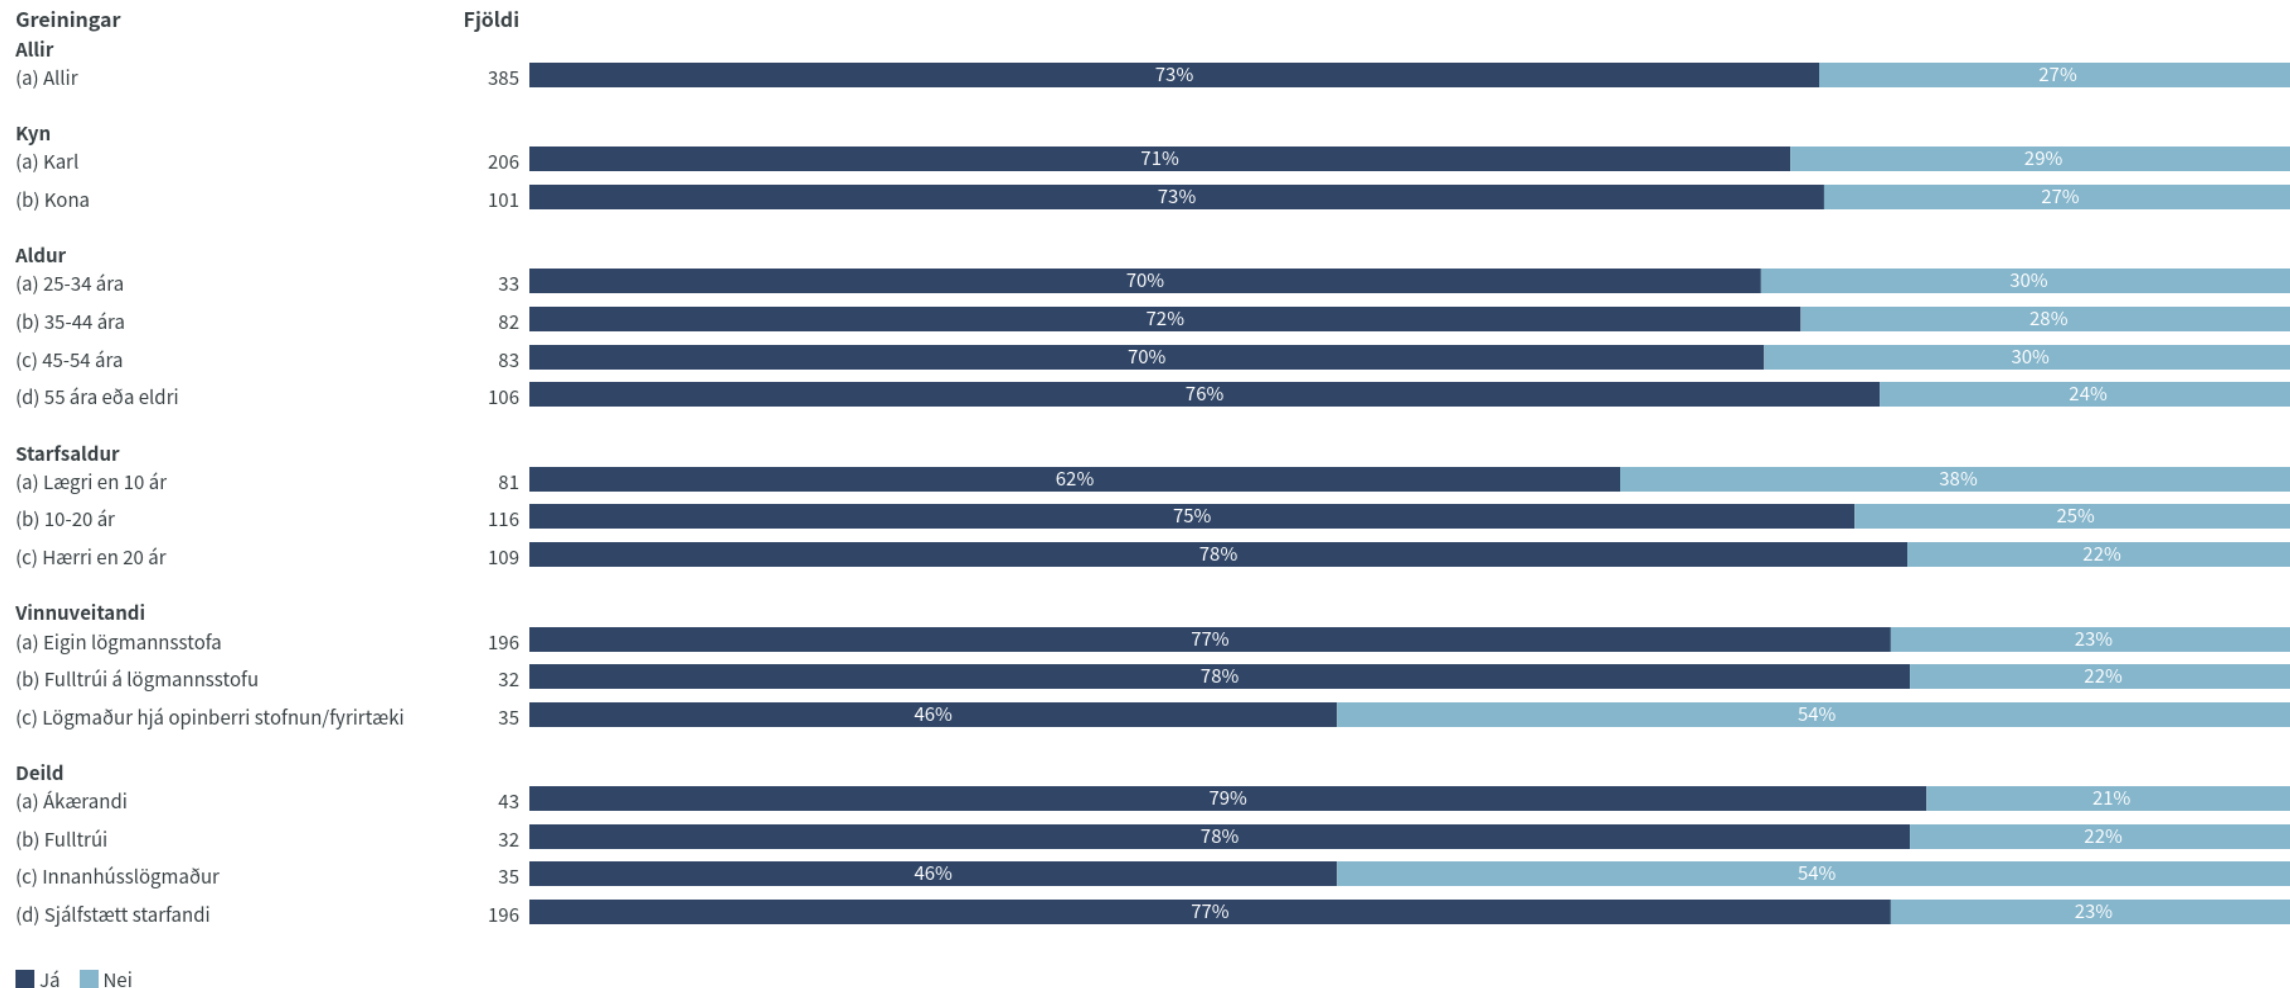 Greiningar Fjöldi
Allir
(a) Allir 385 73% 27%
Kyn
(a) Karl 206 71% 29%
(b) Kona 101 73% 27%
Aldur
(a) 25-34 ára 33 70% 30%
(b) 35-44 ára 82 72% 28%
(c) 45-54 ára 83 70% 30%
(d) 55 ára eða eldri 106 76% 24%
Starfsaldur
(a) Lægri en 10 ár 81 62% 38%
(b) 10-20 ár 116 75% 25%
(c) Hærri en 20 ár 109 78% 22%
Vinnuveitandi
(a) Eigin lögmannsstofa 196 77% 23%
(b) Fulltrúi á lögmannsstofu 32 78% 22%
(c) Lögmaður hjá opinberri stofnun/fyrirtæki 35 46% 54%
Deild
(a) Ákærandi 43 79% 21%
(b) Fulltrúi 32 78% 22%
(c) Innanhússlögmaður 35 46% 54%
(d) Sjálfstætt starfandi 196 77% 23%
Já Nei